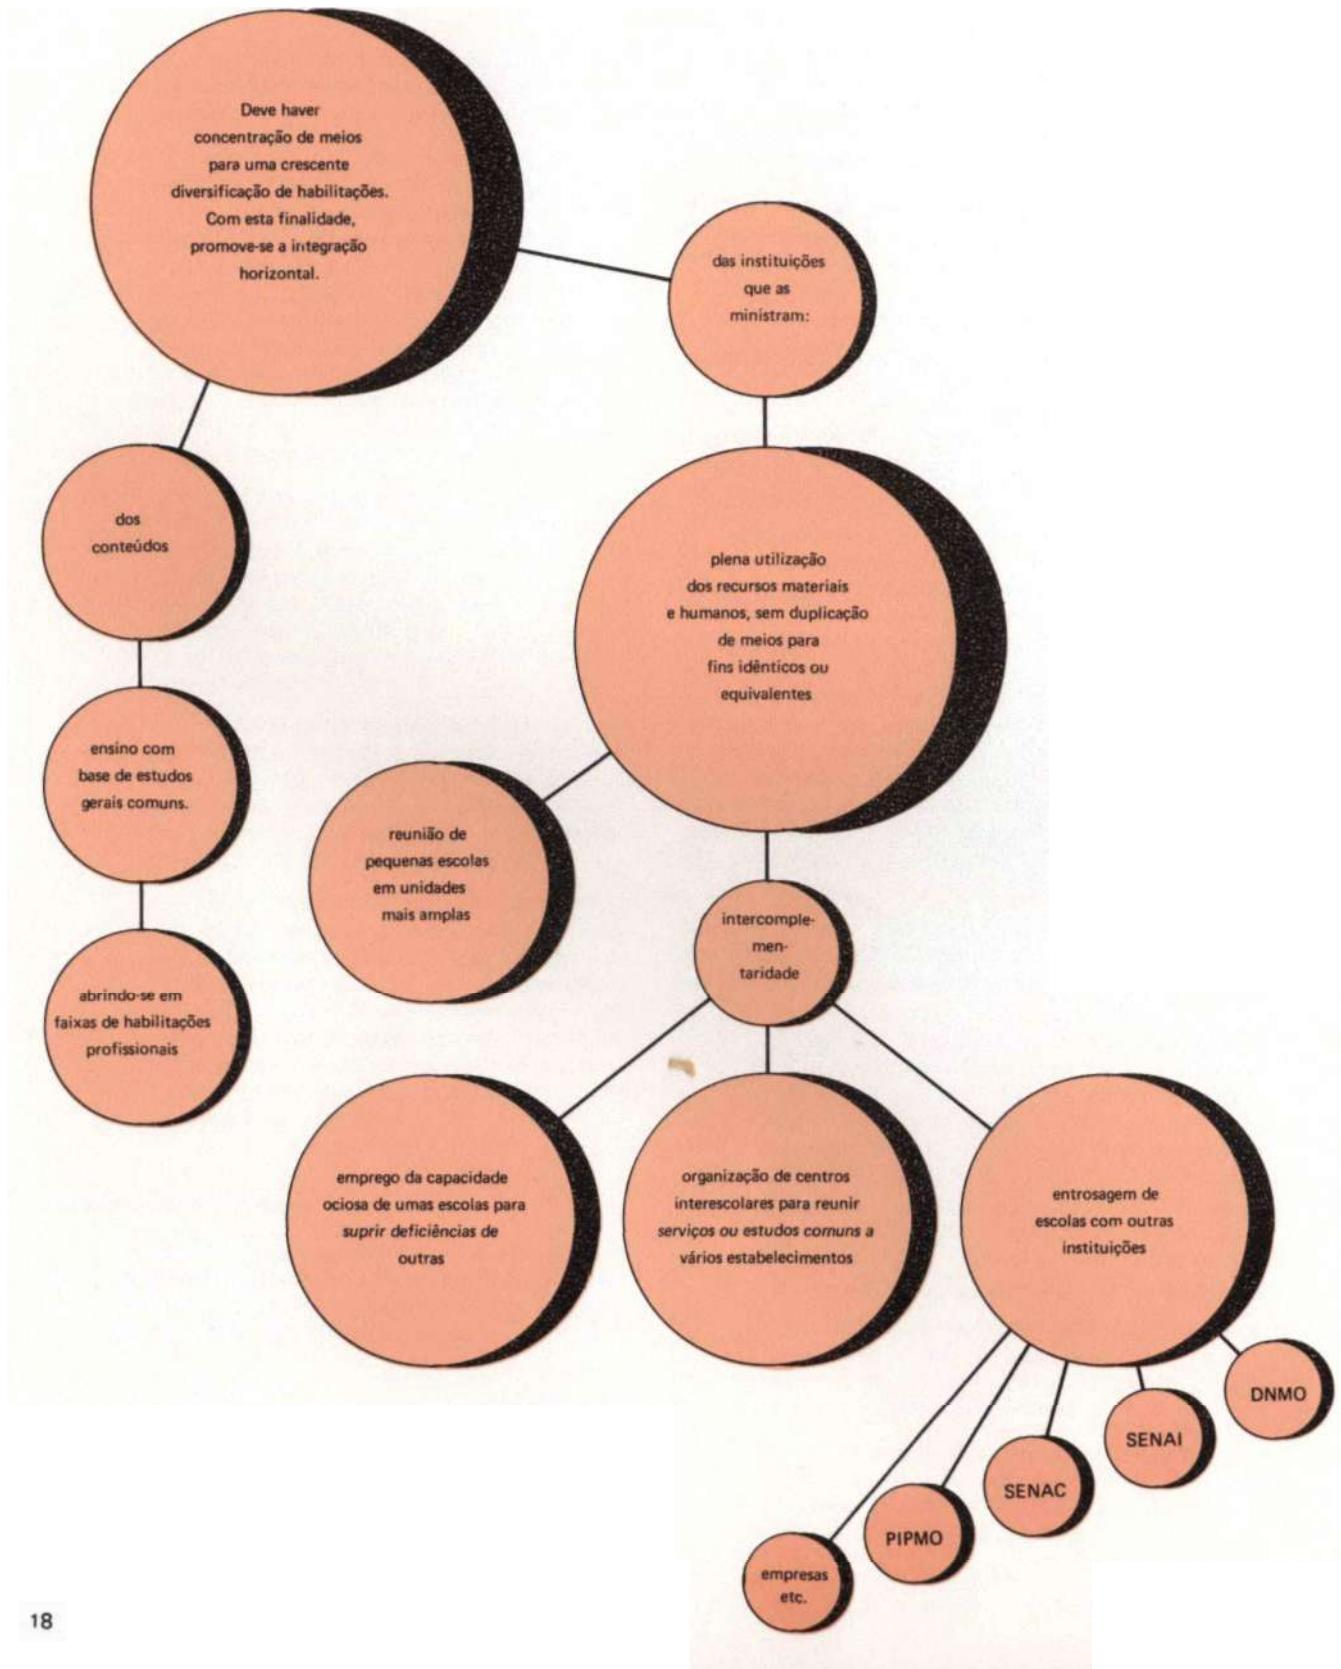 Deve haver
concentração de meios
para uma crescente
diversificação de habilitações.
Com esta finalidade,
promove-se a integração
horizontal.
das instituições
que as
ministram:
dos
conteúdos
plena utilização
dos recursos materiais
e humanos, sem duplicação
de meios para
fins idênticos ou
equivalentes
ensino com
base de estudos
gerais comuns.
reunião de
pequenas escolas
em unidades
mais amplas
intercomple-
men-
taridade
abrindo-se em
faixas de habilitações
profissionais
emprego da capacidade
ociosa de umas escolas para
suprir deficiências de
outras
organização de centros
interescolares para reunir
serviços ou estudos comuns a
vários estabelecimentos
entrosagem de
escolas com outras
instituições
DNMO
SENAI
SENAC
PIPMO
empresas
etc.
18